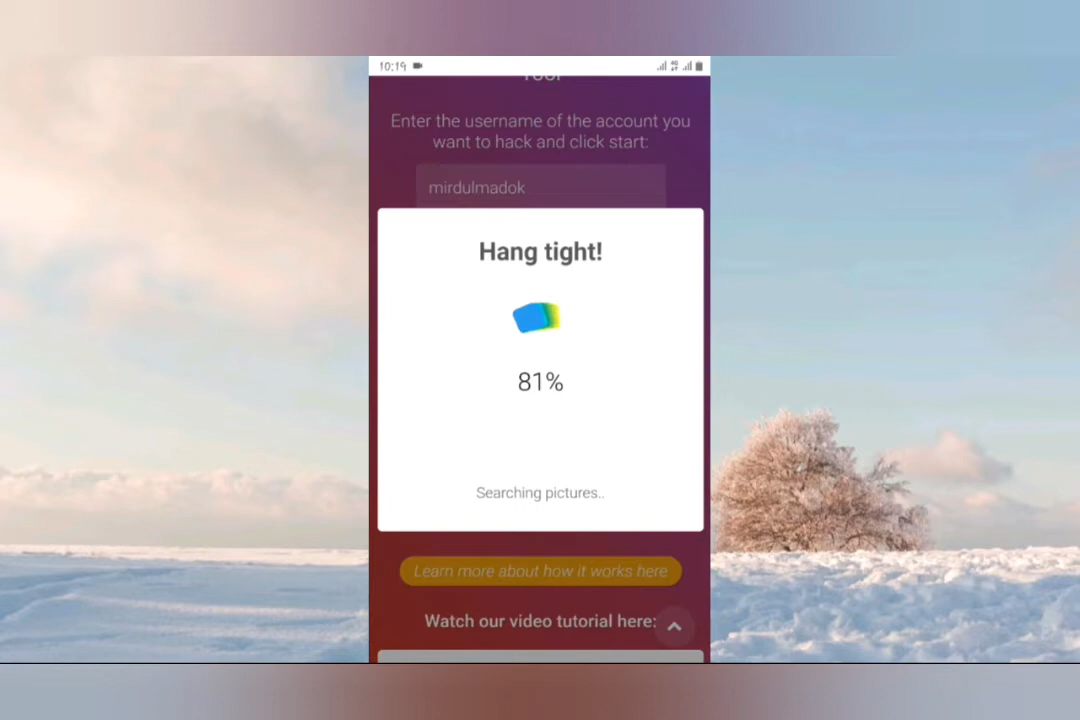 10:19
Enter the username of the account you
want to hack and click start:
mirdulmadok
Hang tight!
81%
Searching pictures..
Learn more about how it works here
Watch our video tutorial here: